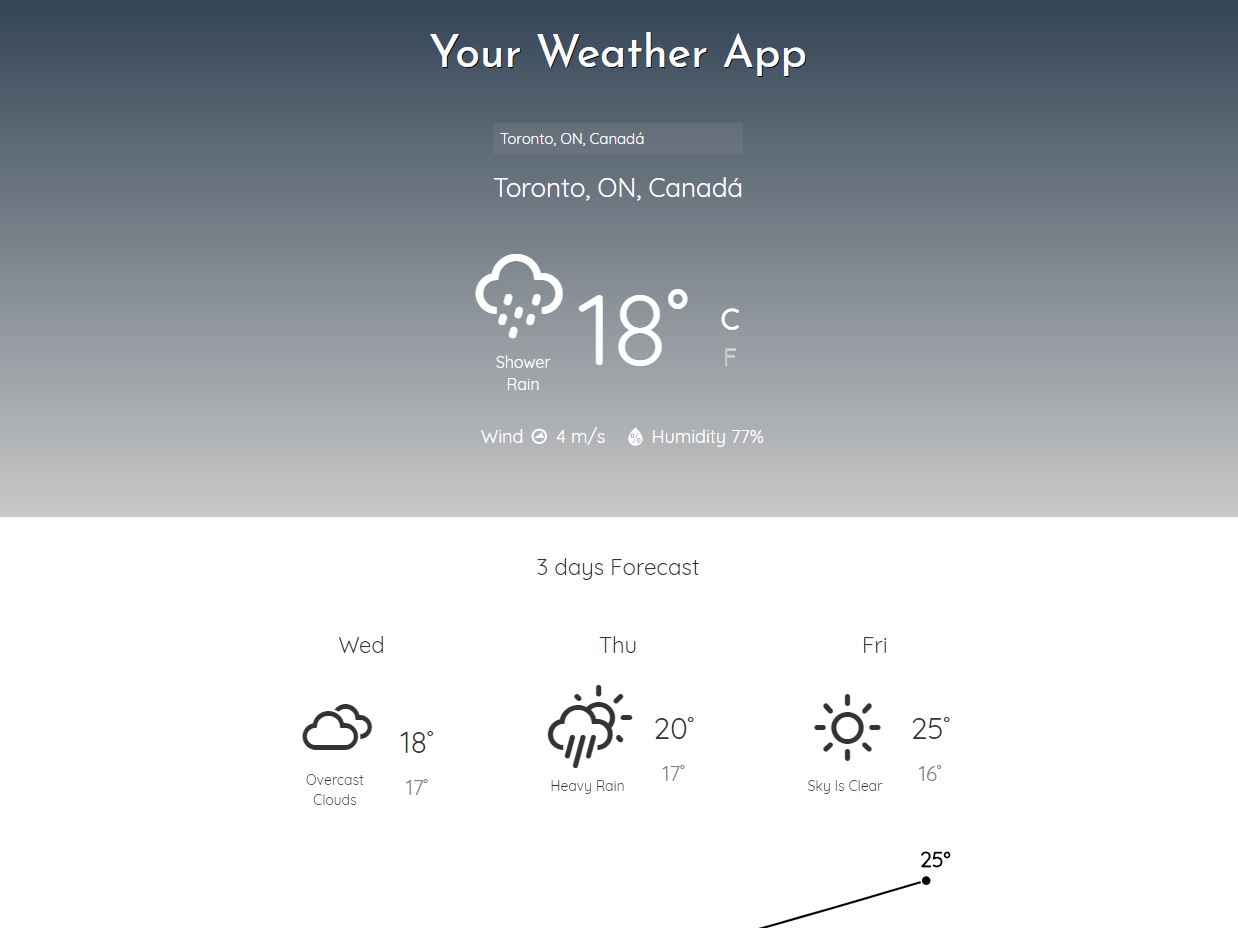 Your Weather App
Toronto, ON, Canadá
Toronto, ON, Canadá
18°
C
F
Shower
Rain
Wind 4 m/s % Humidity 77%
3 days Forecast
Wed Thu Fri
18° 20° 25°
17° 17° 16°
Overcast
Clouds
Heavy Rain
Sky Is Clear
25°